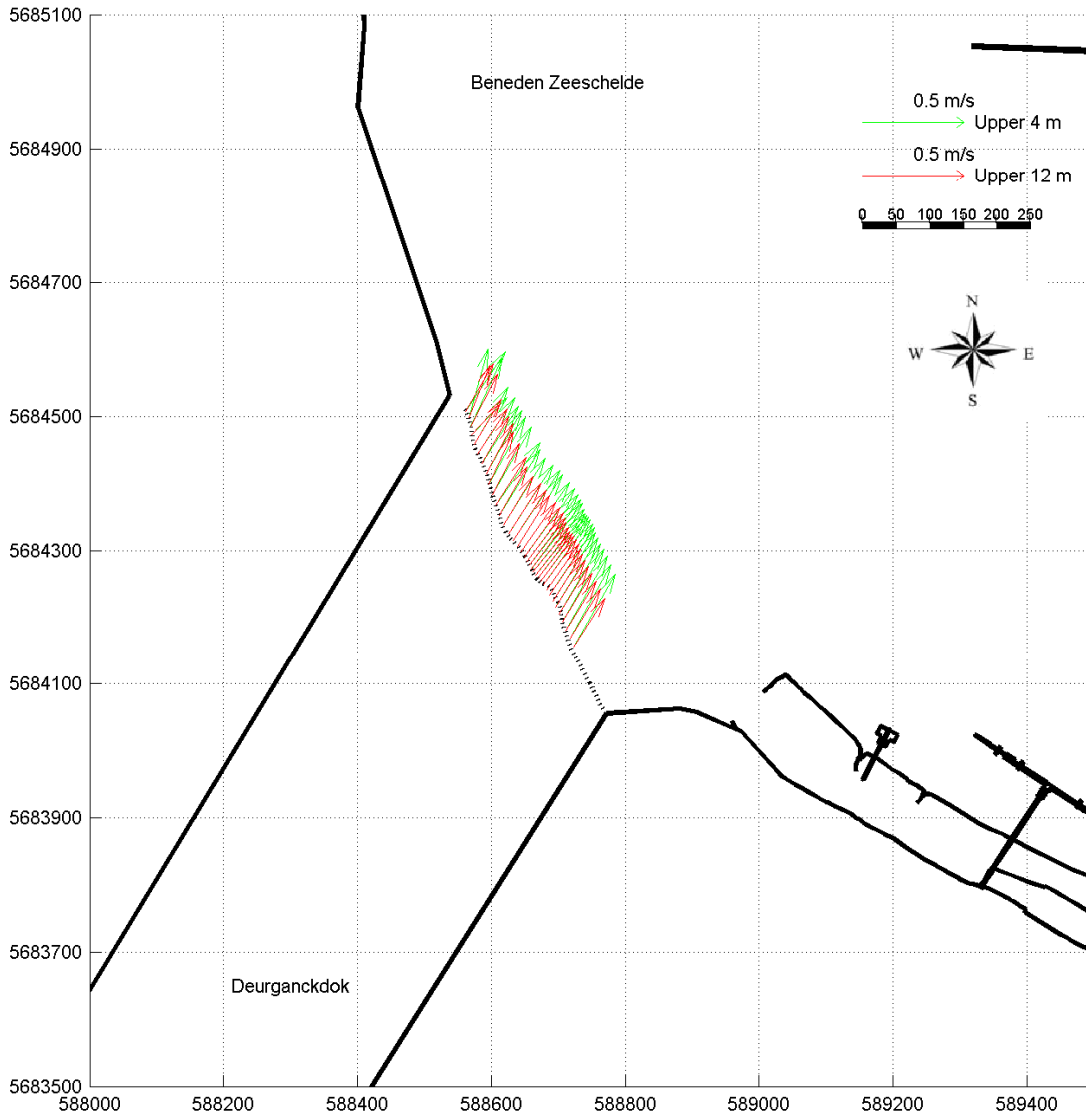 5685100
Beneden Zeeschelde
0.5 m/s
Upper 4 m
5684900
0.5 m/s
Upper 12 m
0 50 100 150 200 250
5684700
N
W E
S
5684500
5684300
5684100
5683900
5683700
Deurganckdok
5683500
588000 588200 588400 588600 588800 589000 589200 589400